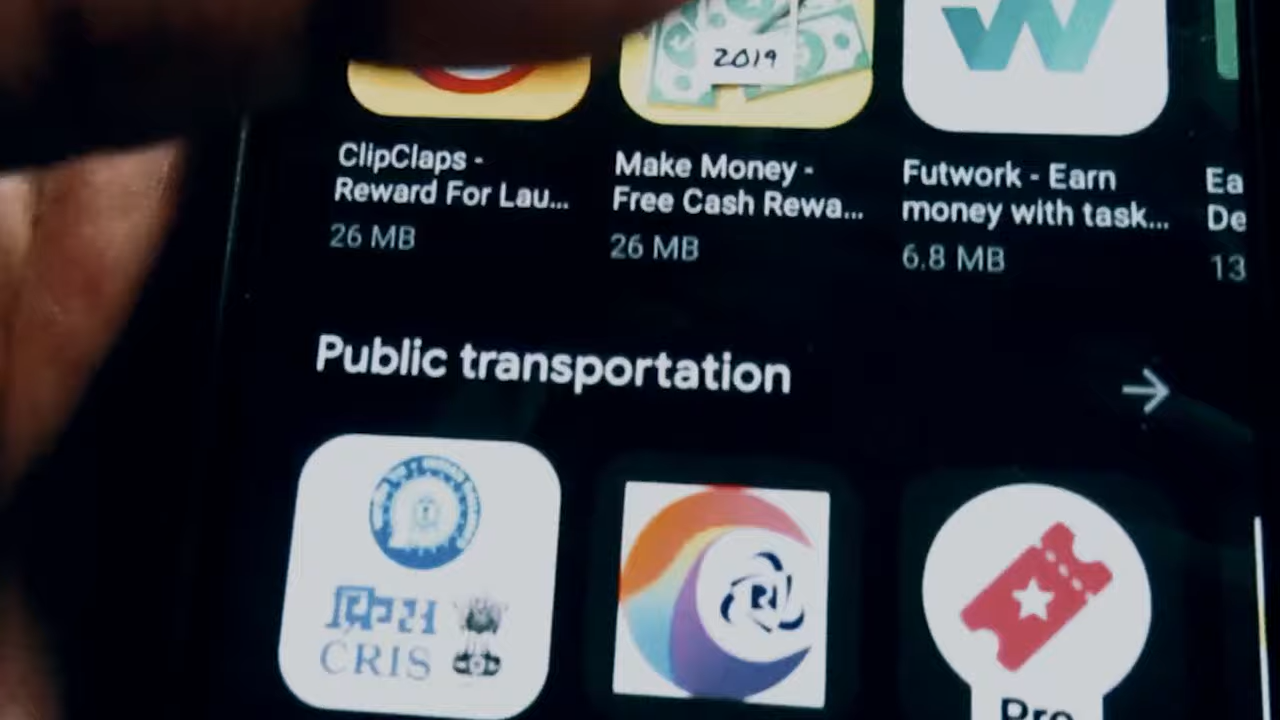 2019
W
ClipClaps -
Reward For Lau...
26 MB
Make Money -
Free Cash Rewa...
26 MB
Futwork - Earn
money with task...
6.8 MB
Ea
De
13
Public transportation
क्रिस
CRIS
Pro